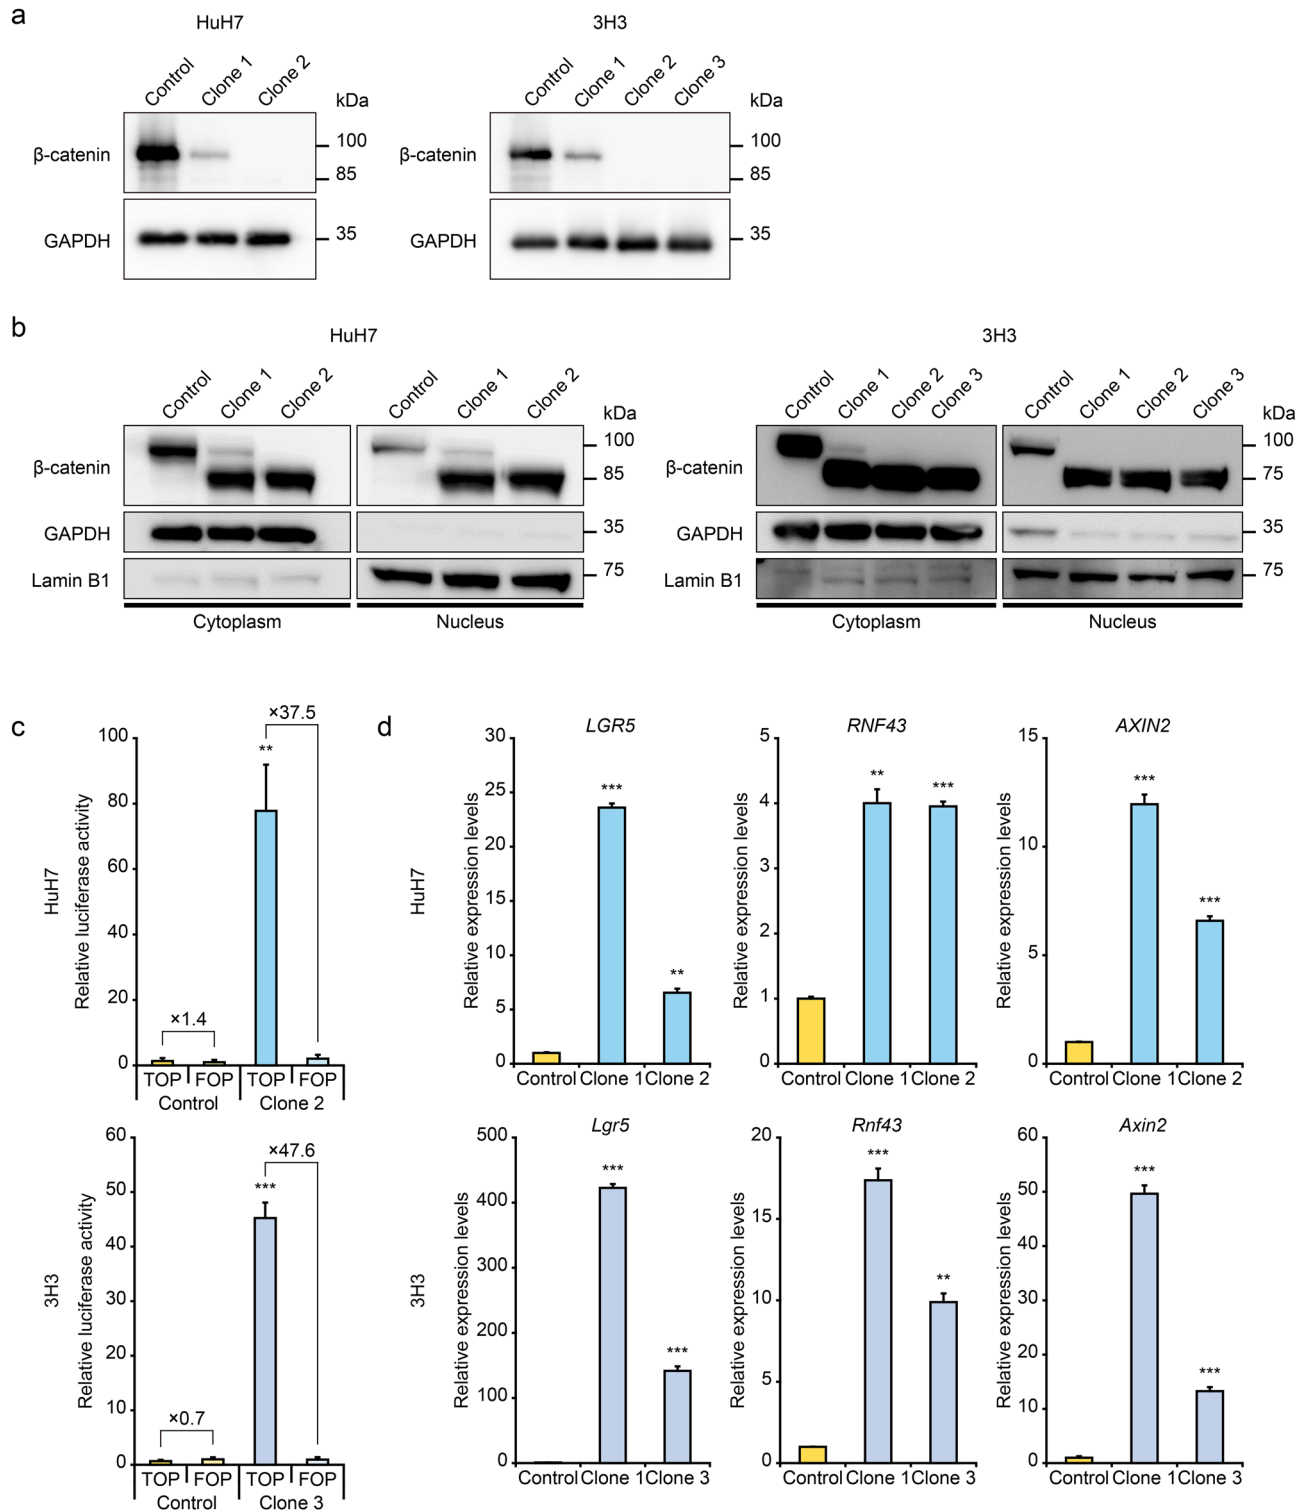 a
HuH7
3H3
Control Clone 1 Clone 2
kDa
Control Clone 1 Clone 2 Clone 3
kDa
β-catenin
100
85
β-catenin
100
85
GAPDH
35
GAPDH
35
b
HuH7
3H3
Control Clone 1 Clone 2 Control Clone 1 Clone 2
kDa
Control Clone 1 Clone 2 Clone 3 Control Clone 1 Clone 2 Clone 3
kDa
β-catenin
100
85
β-catenin
100
75
GAPDH
35
GAPDH
35
Lamin B1
75
Lamin B1
75
Cytoplasm Nucleus
Cytoplasm Nucleus
c
HuH7
Relative luciferase activity
100
80
60
40
20
0
×1.4
**
×37.5
TOP FOP TOP FOP
Control Clone 2
3H3
Relative luciferase activity
60
50
40
30
20
10
0
×0.7
***
×47.6
TOP FOP TOP FOP
Control Clone 3
d
HuH7
LGR5
Relative expression levels
30
25
20
15
10
5
0
***
**
Control Clone 1 Clone 2
RNF43
Relative expression levels
5
4
3
2
1
0
**
***
Control Clone 1 Clone 2
AXIN2
Relative expression levels
15
10
5
0
***
***
Control Clone 1 Clone 2
3H3
Lgr5
Relative expression levels
500
400
300
200
100
0
***
***
Control Clone 1 Clone 3
Rnf43
Relative expression levels
20
15
10
5
0
***
**
Control Clone 1 Clone 3
Axin2
Relative expression levels
60
50
40
30
20
10
0
***
***
Control Clone 1 Clone 3